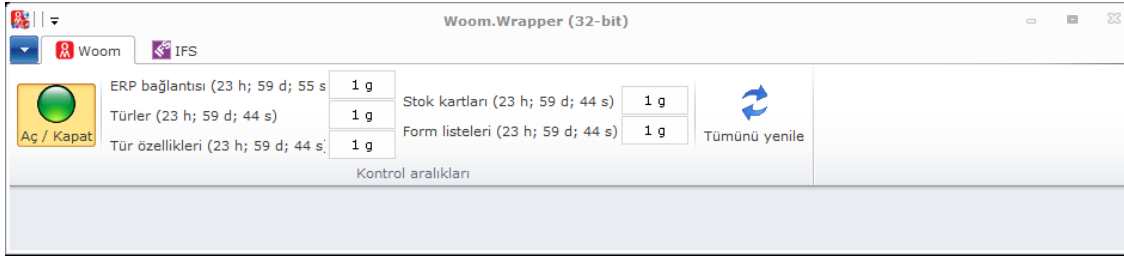 Woom.Wrapper (32-bit)
Woom IFS
Aç / Kapat
ERP bağlantısı (23 h; 59 d; 55 s 1 g
Türler (23 h; 59 d; 44 s) 1 g
Tür özellikleri (23 h; 59 d; 44 s) 1 g
Stok kartları (23 h; 59 d; 44 s) 1 g
Form listeleri (23 h; 59 d; 44 s) 1 g
Tümünü yenile
Kontrol aralıkları